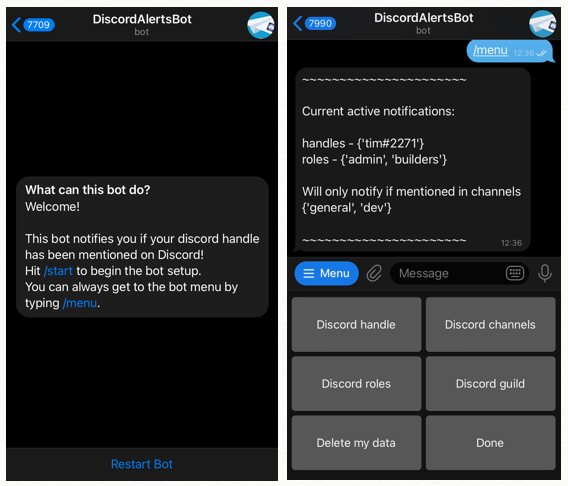 7709
DiscordAlertsBot
bot
What can this bot do?
Welcome!
This bot notifies you if your discord handle
has been mentioned on Discord!
Hit /start to begin the bot setup.
You can always get to the bot menu by
typing /menu.
Restart Bot
7990
DiscordAlertsBot
bot
/menu 12:36
~~~~~~~~~~~~~~~~~~~~~~
Current active notifications:
handles - {'tim#2271'}
roles - {'admin', 'builders'}
Will only notify if mentioned in channels
{'general', 'dev'}
~~~~~~~~~~~~~~~~~~~~~~
12:36
Menu
Message
Discord handle
Discord channels
Discord roles
Discord guild
Delete my data
Done